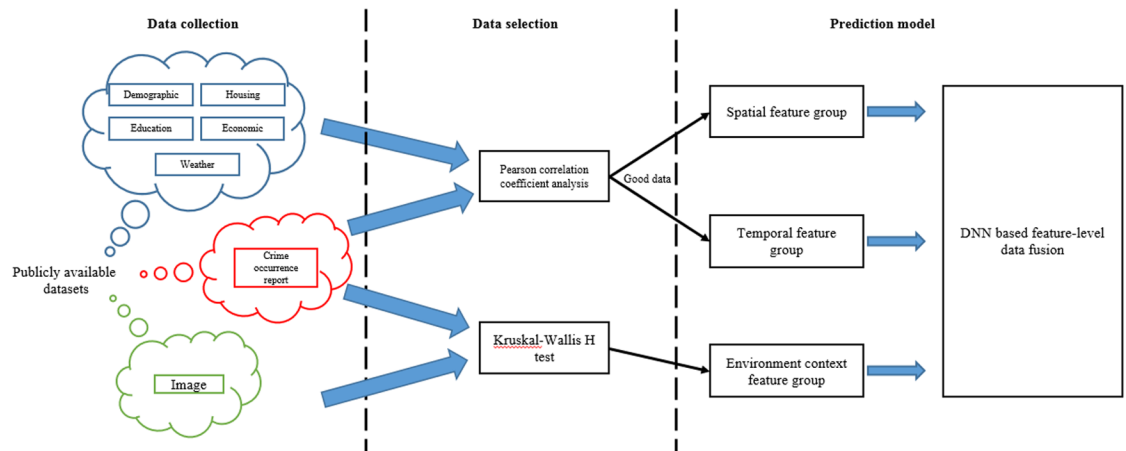 Data collection
Data selection
Prediction model
Demographic
Housing
Education
Economic
Weather
Publicly available
datasets
Crime
occurrence
report
Image
Pearson correlation
coefficient analysis
Good data
Kruskal-Wallis H
test
Spatial feature group
Temporal feature
group
Environment context
feature group
DNN based feature-level
data fusion